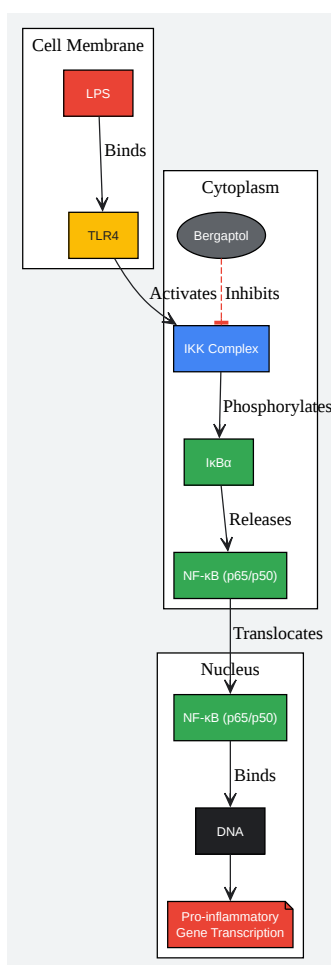 Cell Membrane
LPS
Binds
TLR4
Cytoplasm
Bergaptol
Activates
Inhibits
IKK Complex
Phosphorylates
IκBα
Releases
NF-κB (p65/p50)
Translocates
Nucleus
NF-κB (p65/p50)
Binds
DNA
Pro-inflammatory
Gene Transcription